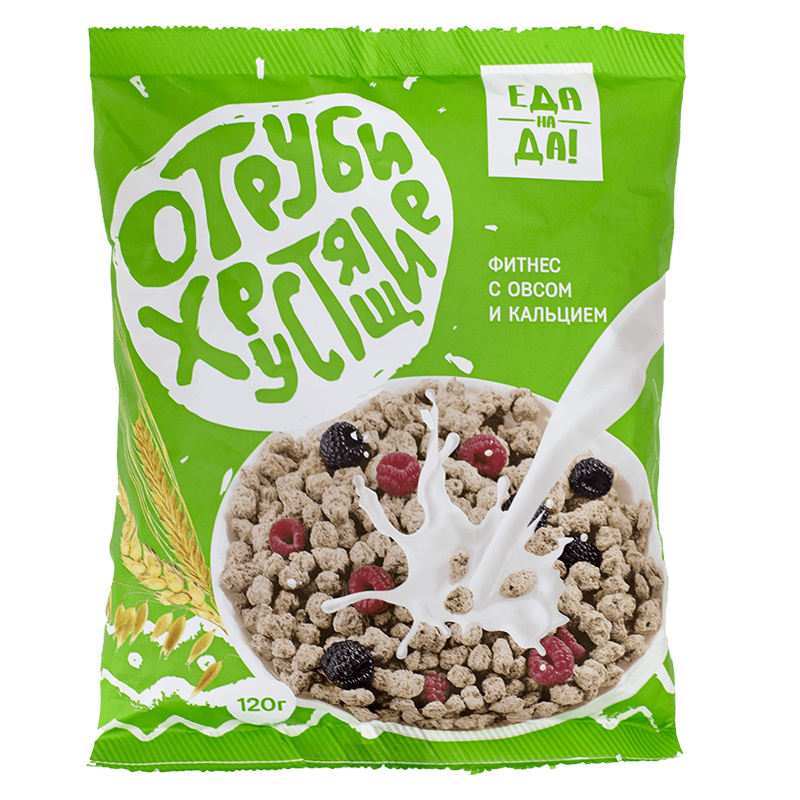 ЕДА
НА
ДА!
ОТРУБИ
ХРУСТЯЩИЕ
ФИТНЕС
С ОВСОМ
И КАЛЬЦИЕМ
120г